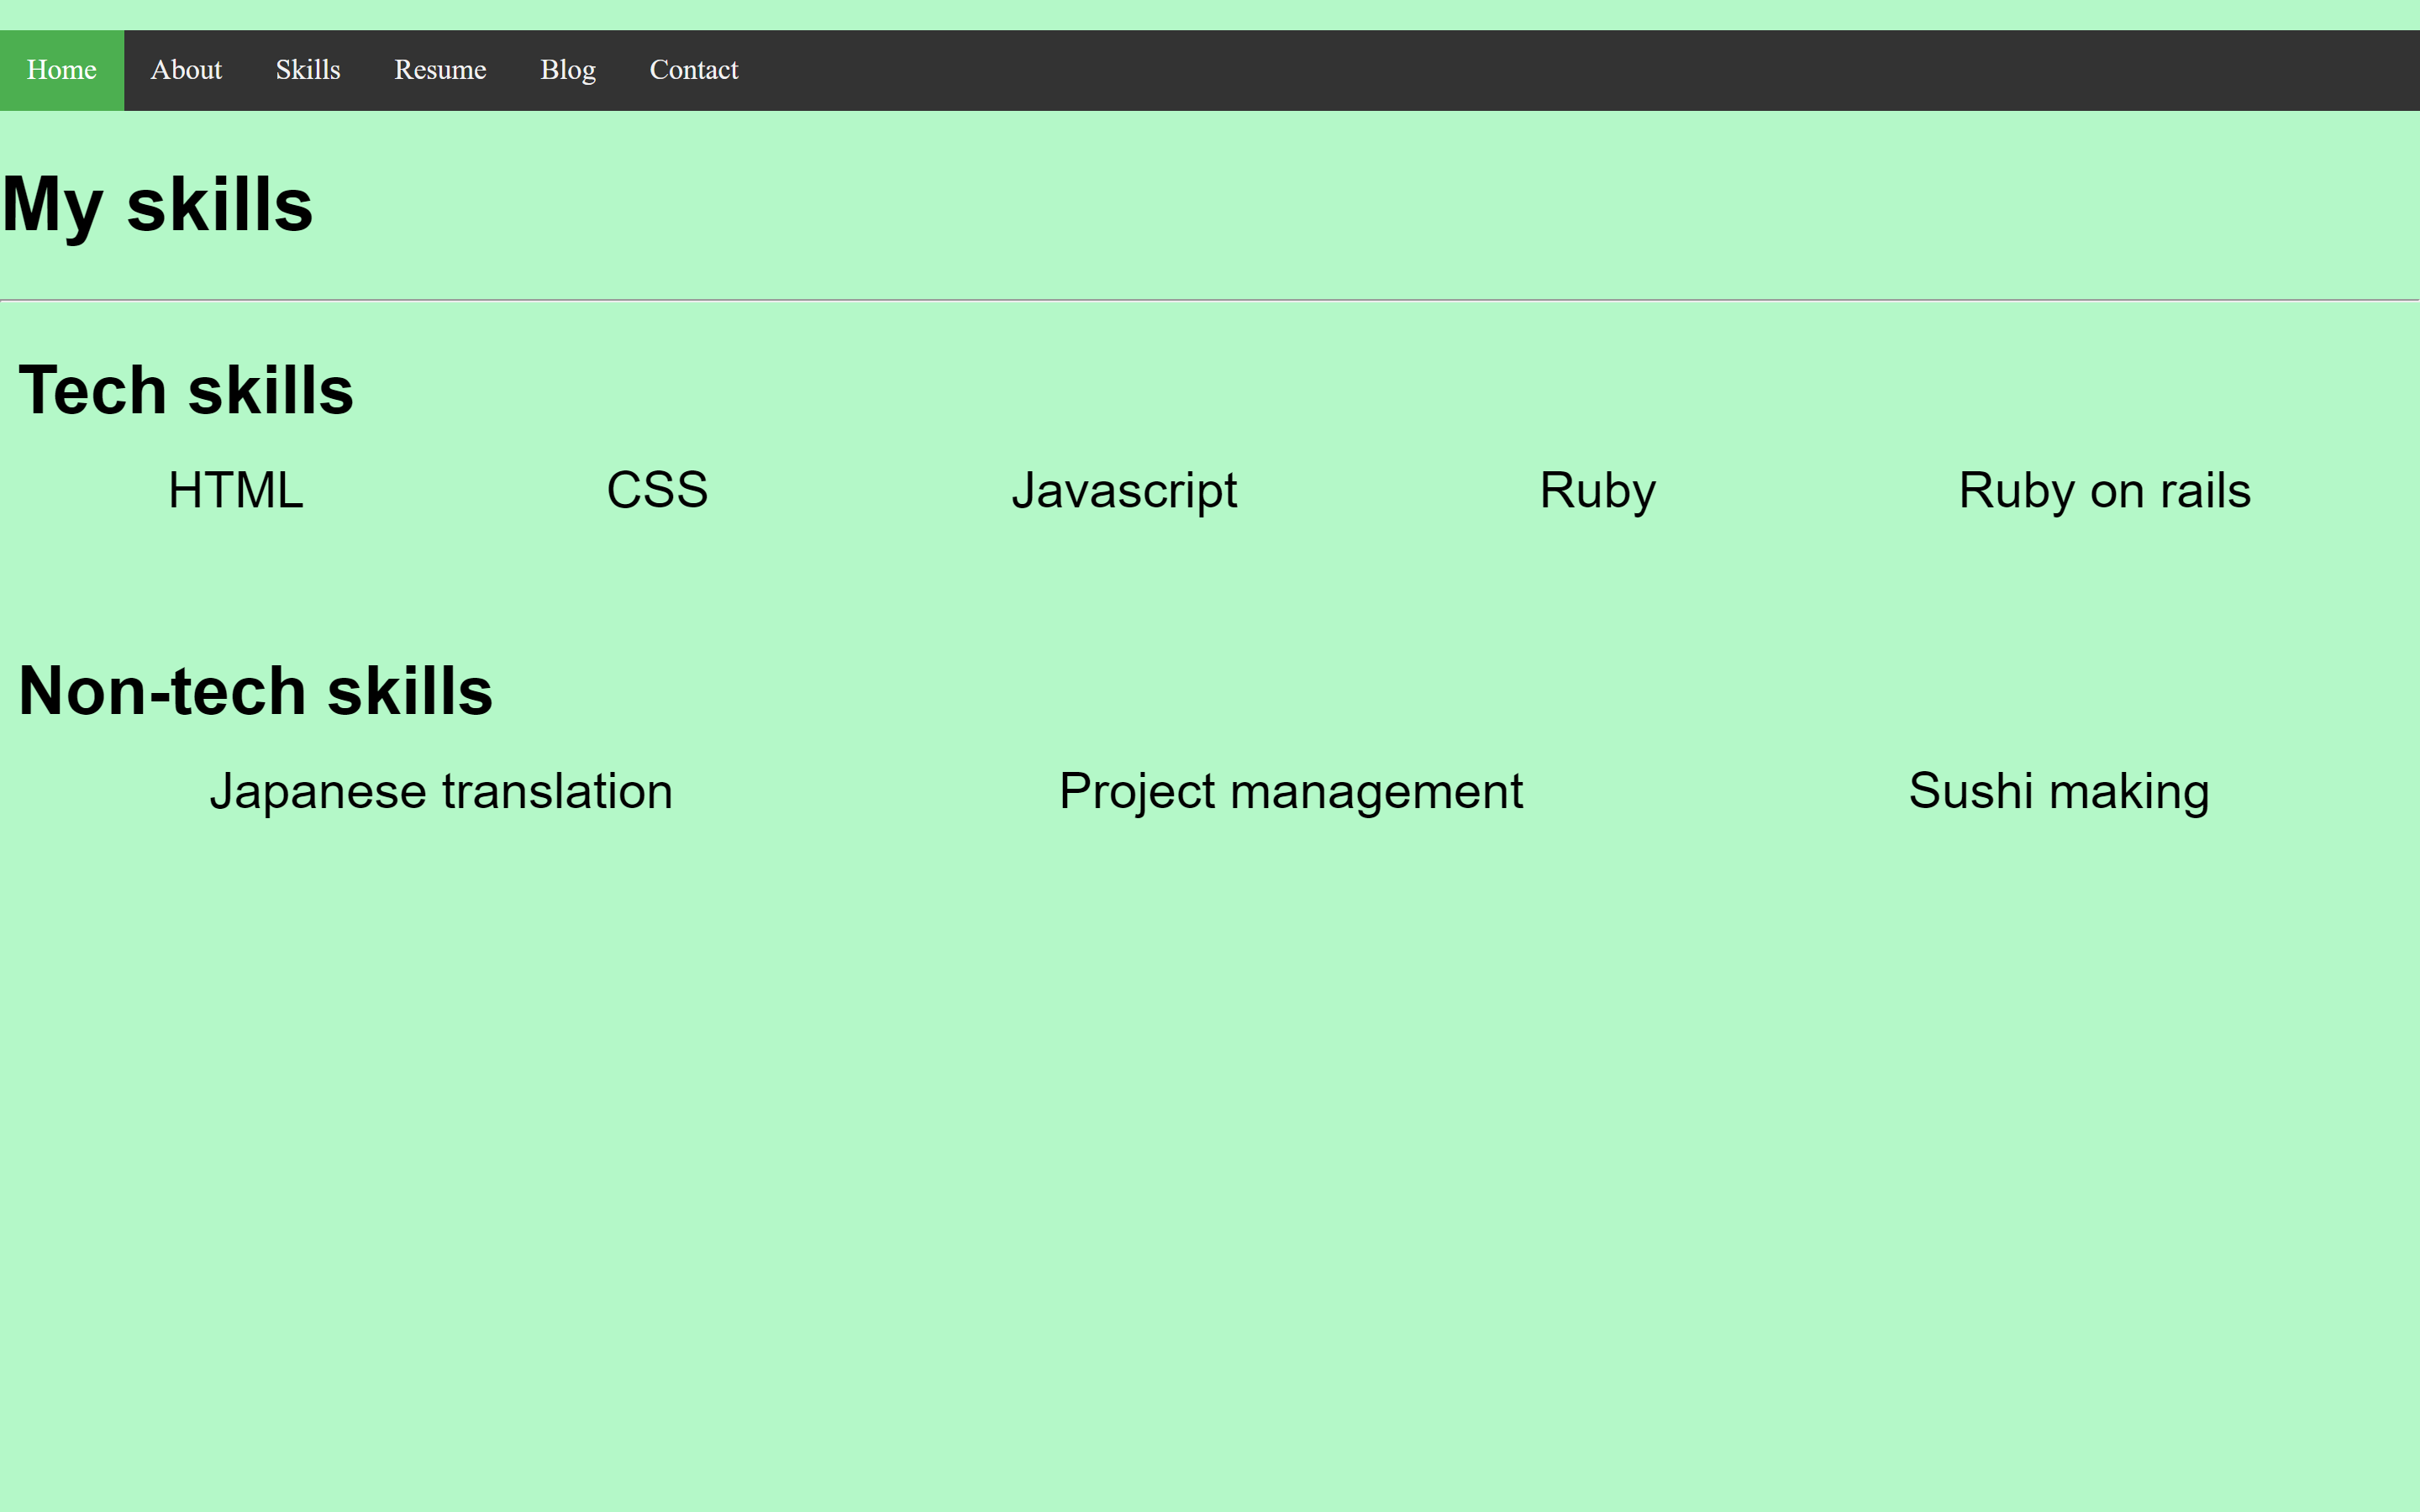 Home About Skills Resume Blog Contact
My skills
Tech skills
HTML CSS Javascript Ruby Ruby on rails
Non-tech skills
Japanese translation Project management Sushi making